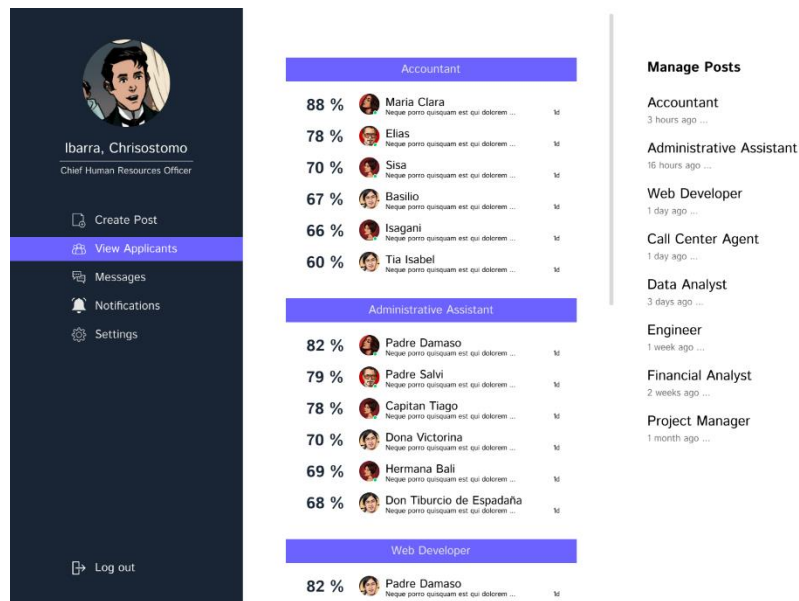 Ibarra, Chrisostomo
Chief Human Resources Officer
Create Post
View Applicants
Messages
Notifications
Settings
Log out
Accountant
88 % Maria Clara
Neque porro quisquam est qui dolorem ... 1d
78 % Elias
Neque porro quisquam est qui dolorem ... 1d
70 % Sisa
Neque porro quisquam est qui dolorem ... 1d
67 % Basilio
Neque porro quisquam est qui dolorem ... 1d
66 % Isagani
Neque porro quisquam est qui dolorem ... 1d
60 % Tia Isabel
Neque porro quisquam est qui dolorem ... 1d
Administrative Assistant
82 % Padre Damaso
Neque porro quisquam est qui dolorem ... 1d
79 % Padre Salvi
Neque porro quisquam est qui dolorem ... 1d
78 % Capitan Tiago
Neque porro quisquam est qui dolorem ... 1d
70 % Dona Victorina
Neque porro quisquam est qui dolorem ... 1d
69 % Hermana Bali
Neque porro quisquam est qui dolorem ... 1d
68 % Don Tiburcio de Espadaña
Neque porro quisquam est qui dolorem ... 1d
Web Developer
82 % Padre Damaso
Neque porro quisquam est qui dolorem ... 1d
Manage Posts
Accountant
3 hours ago ...
Administrative Assistant
16 hours ago ...
Web Developer
1 day ago ...
Call Center Agent
1 day ago ...
Data Analyst
3 days ago ...
Engineer
1 week ago ...
Financial Analyst
2 weeks ago ...
Project Manager
1 month ago ...